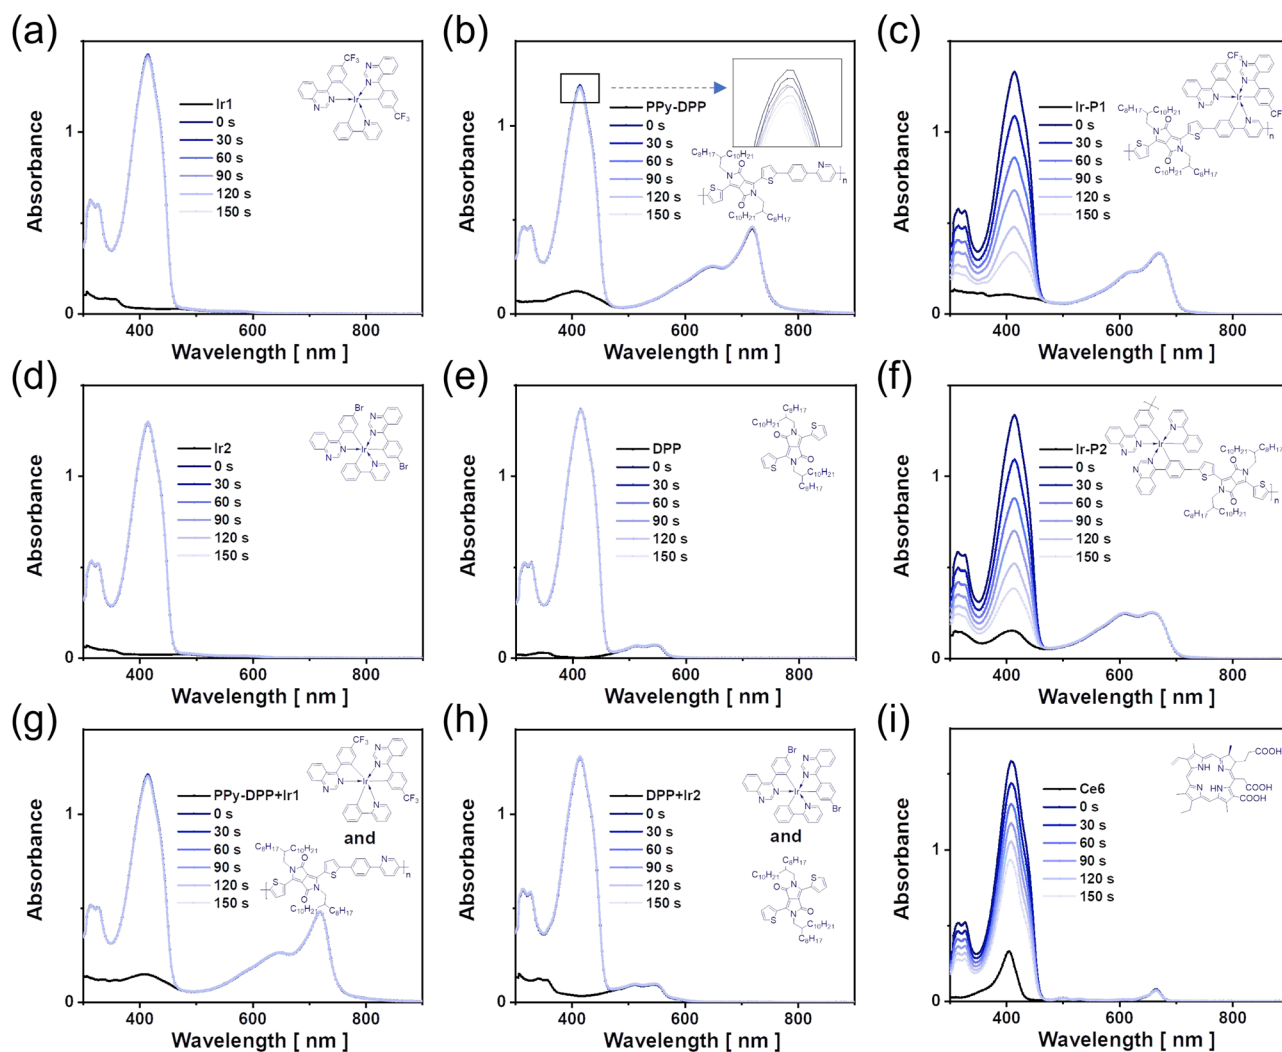 (a)
Absorbance
1
0
400
600
800
Wavelength [ nm ]
Ir1
0 s
30 s
60 s
90 s
120 s
150 s
CF3
N
N
N
N
Ir
N
CF3
(b)
Absorbance
1
0
400
600
800
Wavelength [ nm ]
PPy-DPP
0 s
30 s
60 s
90 s
120 s
150 s
C8H17
C10H21
O
N
S
S
N
O
N
n
C10H21
C8H17
(c)
Absorbance
1
0
400
600
800
Wavelength [ nm ]
Ir-P1
0 s
30 s
60 s
90 s
120 s
150 s
CF3
N
N
N
N
Ir
N
CF3
C8H17
C10H21
O
N
S
S
N
O
n
C10H21
C8H17
(d)
Absorbance
1
0
400
600
800
Wavelength [ nm ]
Ir2
0 s
30 s
60 s
90 s
120 s
150 s
Br
N
N
N
N
Ir
N
Br
(e)
Absorbance
1
0
400
600
800
Wavelength [ nm ]
DPP
0 s
30 s
60 s
90 s
120 s
150 s
C8H17
C10H21
N
O
S
S
O
N
C10H21
C8H17
(f)
Absorbance
1
0
400
600
800
Wavelength [ nm ]
Ir-P2
0 s
30 s
60 s
90 s
120 s
150 s
N
N
N
N
Ir
N
C10H21
C8H17
S
O
N
N
O
S
n
C8H17
C10H21
(g)
Absorbance
1
0
400
600
800
Wavelength [ nm ]
PPy-DPP+Ir1
0 s
30 s
60 s
90 s
120 s
150 s
CF3
N
N
N
N
Ir
N
CF3
and
C8H17
C10H21
O
N
S
S
N
O
N
n
C10H21
C8H17
(h)
Absorbance
1
0
400
600
800
Wavelength [ nm ]
DPP+Ir2
0 s
30 s
60 s
90 s
120 s
150 s
Br
N
N
N
N
Ir
N
Br
and
C8H17
C10H21
N
O
S
S
O
N
C10H21
C8H17
(i)
Absorbance
1
0
400
600
800
Wavelength [ nm ]
Ce6
0 s
30 s
60 s
90 s
120 s
150 s
NH
N
N
HN
COOH
COOH
COOH